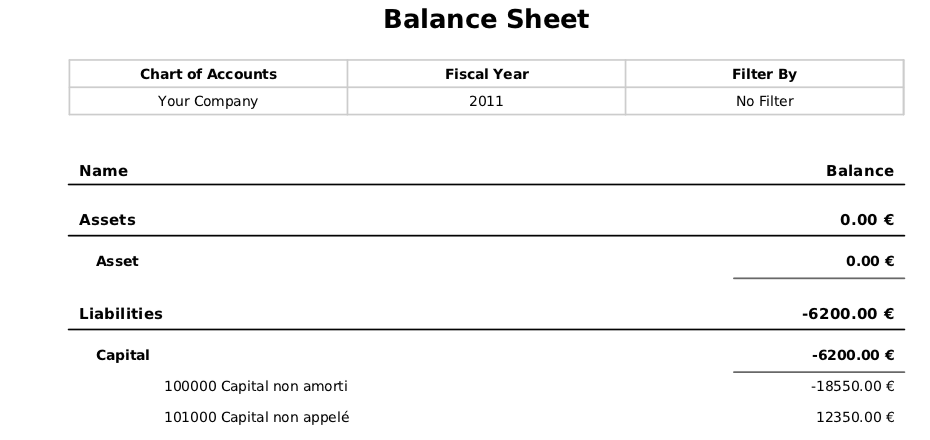 Balance Sheet
Chart of Accounts Fiscal Year Filter By
Your Company 2011 No Filter
Name Balance
Assets 0.00 €
Asset 0.00 €
Liabilities -6200.00 €
Capital -6200.00 €
100000 Capital non amorti -18550.00 €
101000 Capital non appelé 12350.00 €